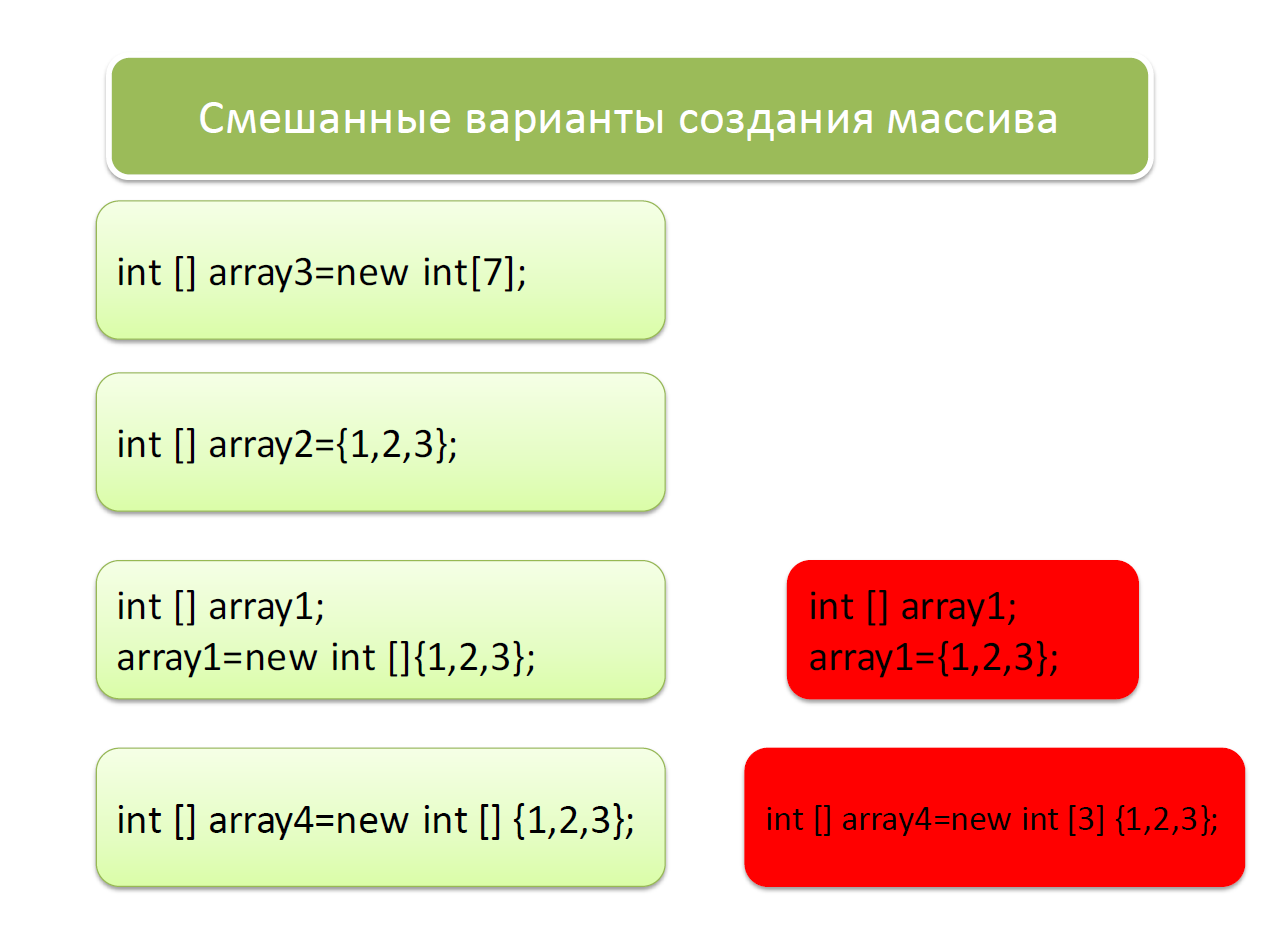 Смешанные варианты создания массива
int [] array3=new int[7];
int [] array2={1,2,3};
int [] array1;
array1=new int []{1,2,3};
int [] array1;
array1={1,2,3};
int [] array4=new int [] {1,2,3};
int [] array4=new int [3] {1,2,3};